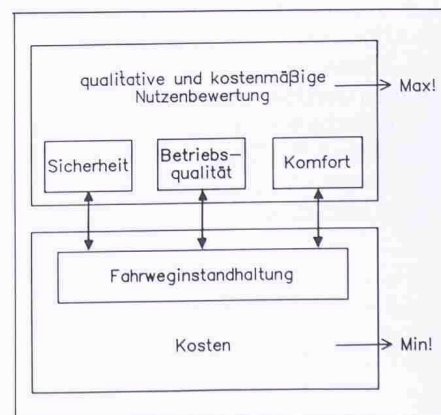 qualitative und kostenmäßige
Nutzenbewertung
Max!
Sicherheit
Betriebs-
qualität
Komfort
Fahrweginstandhaltung
Kosten
Min!